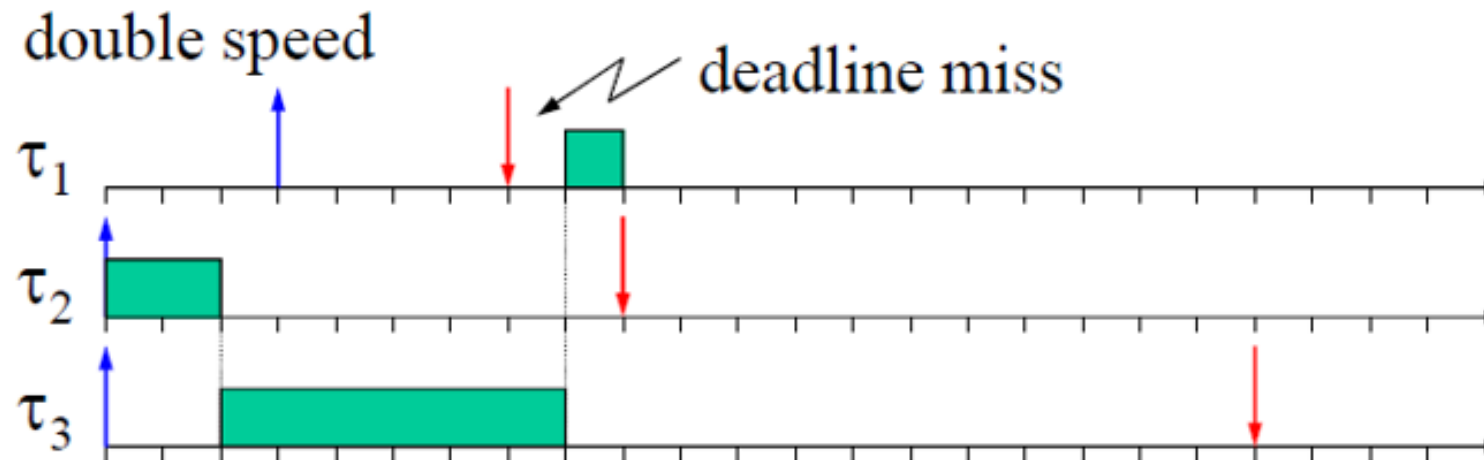 double speed
deadline miss
τ1
τ2
τ3